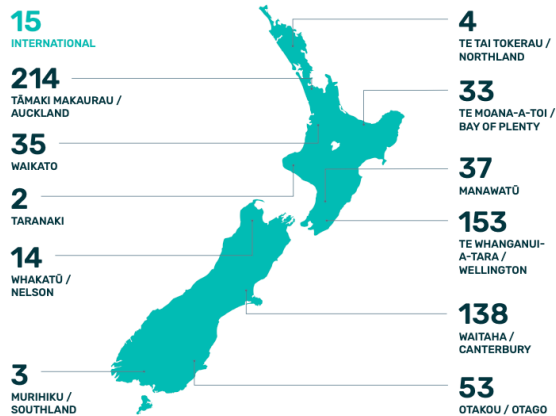 15
INTERNATIONAL
214
TĀMAKI MAKAURAU /
AUCKLAND
35
WAIKATO
2
TARANAKI
14
WHAKATŪ /
NELSON
3
MURIHIKU /
SOUTHLAND
4
TE TAI TOKERAU /
NORTHLAND
33
TE MOANA-A-TOI /
BAY OF PLENTY
37
MANAWATŪ
153
TE WHANGANUI-
A-TARA /
WELLINGTON
138
WAITAHA /
CANTERBURY
53
OTAKOU / OTAGO